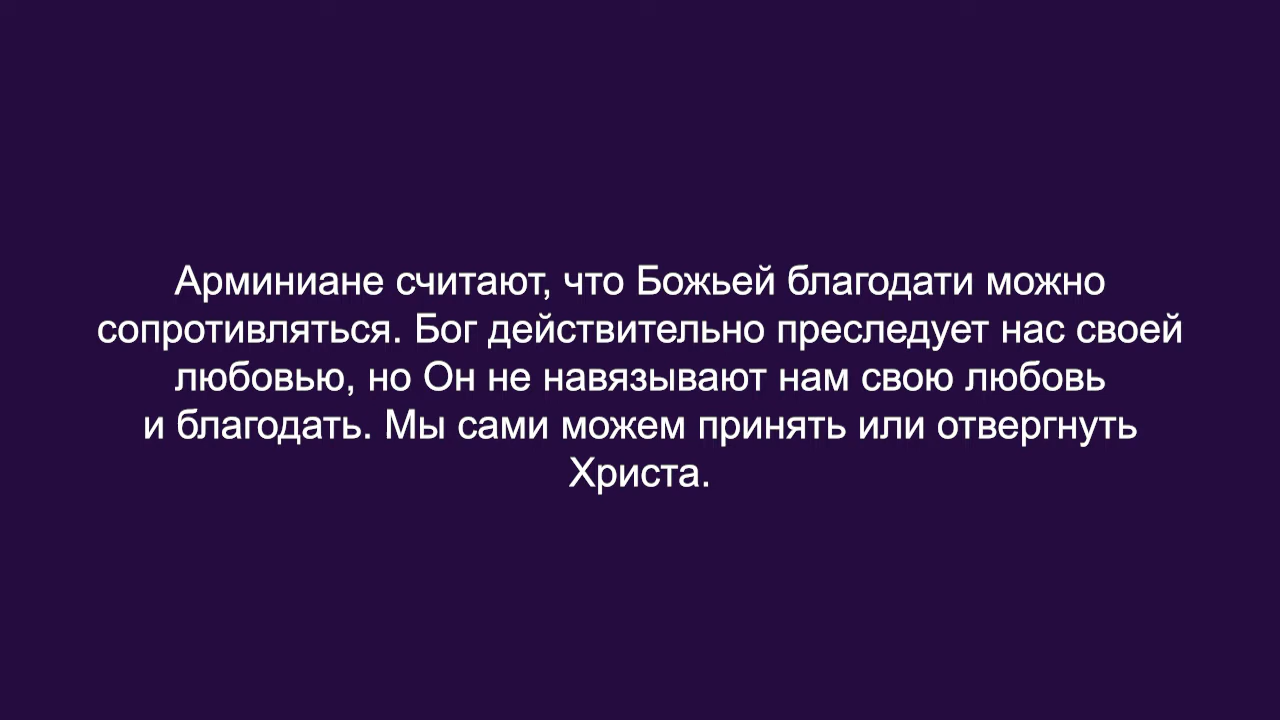 Арминиане считают, что Божьей благодати можно
сопротивляться. Бог действительно преследует нас своей
любовью, но Он не навязывают нам свою любовь
и благодать. Мы сами можем принять или отвергнуть
Христа.